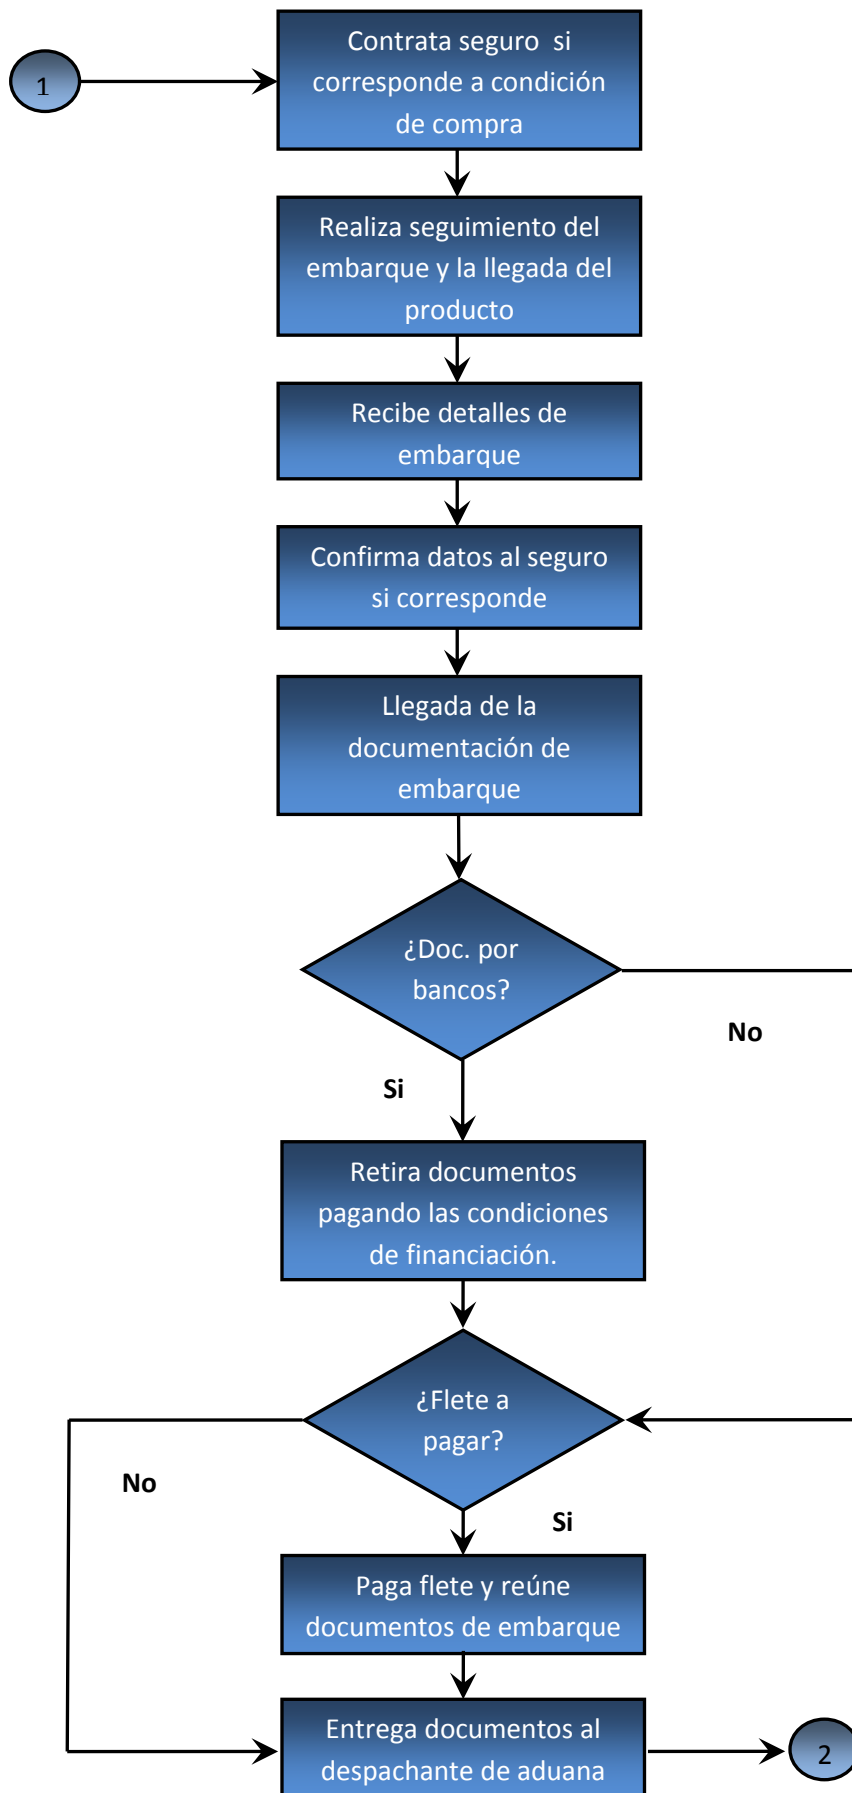 1
Contrata seguro  si
corresponde a condición
de compra
Realiza seguimiento del
embarque y la llegada del
producto
Recibe detalles de
embarque
Confirma datos al seguro
si corresponde
Llegada de la
documentación de
embarque
¿Doc. por
bancos?
No
Si
Retira documentos
pagando las condiciones
de financiación.
¿Flete a
pagar?
No
Si
Paga flete y reúne
documentos de embarque
Entrega documentos al
despachante de aduana
2